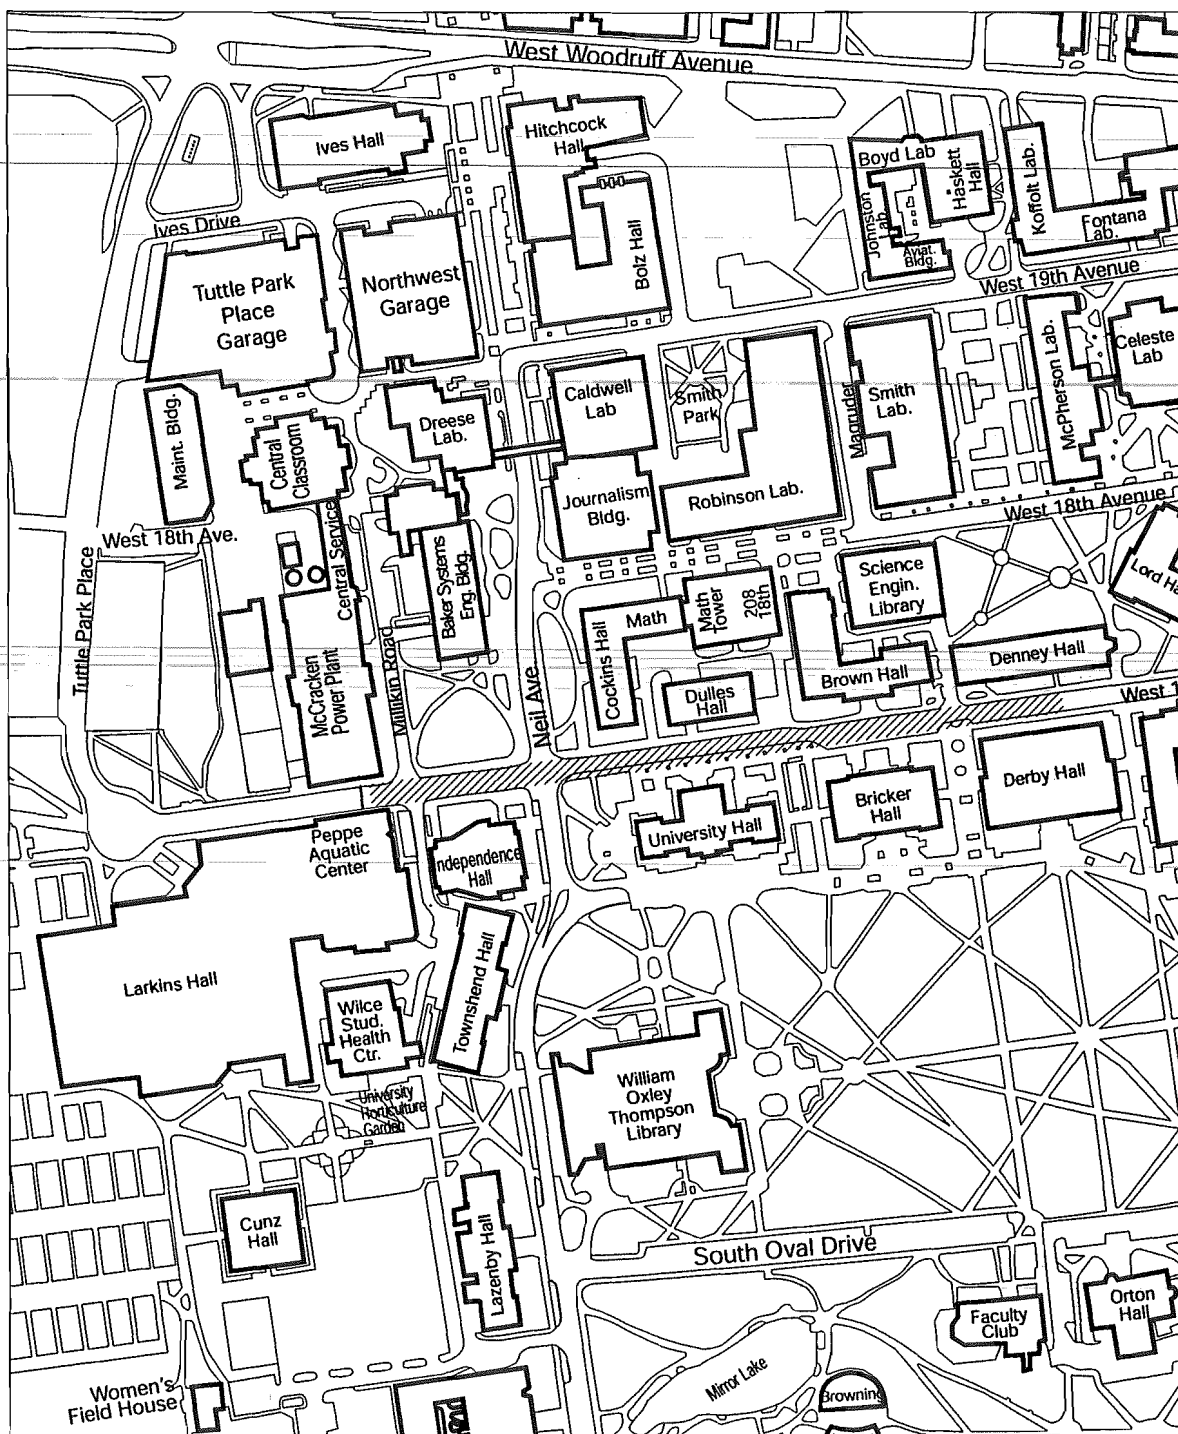 West Woodruff Avenue
Ives Hall
Hitchcock
Hall
Boyd Lab
Haskett
Hall
Johnston
Lab
Aviat.
Bldg.
Koffolt Lab.
Fontana
Lab.
Ives Drive
Tuttle Park
Place
Garage
Northwest
Garage
Bolz Hall
West 19th Avenue
Maint. Bldg.
Central
Classroom
Dreese
Lab.
Caldwell
Lab
Smith
Park
Magruder
Smith
Lab.
McPherson Lab.
Celeste
Lab
Journalism
Bldg.
Robinson Lab.
West 18th Avenue
West 18th Ave.
Central Service
Baker Systems
Eng. Bldg.
Tuttle Park Place
McCracken
Power Plant
Millikin Road
Neil Ave.
Cockins Hall
Math
Math
Tower
208
18th
Science
Engin.
Library
Lord Ha
Dulles
Hall
Brown Hall
Denney Hall
West 1
Peppe
Aquatic
Center
ndependence
Hall
University Hall
Bricker
Hall
Derby Hall
Larkins Hall
Wilce
Stud.
Health
Ctr.
Townshend Hall
University
Horticulture
Garden
William
Oxley
Thompson
Library
Cunz
Hall
Lazenby Hall
South Oval Drive
Faculty
Club
Orton
Hall
Women's
Field House
Mirror Lake
Browning